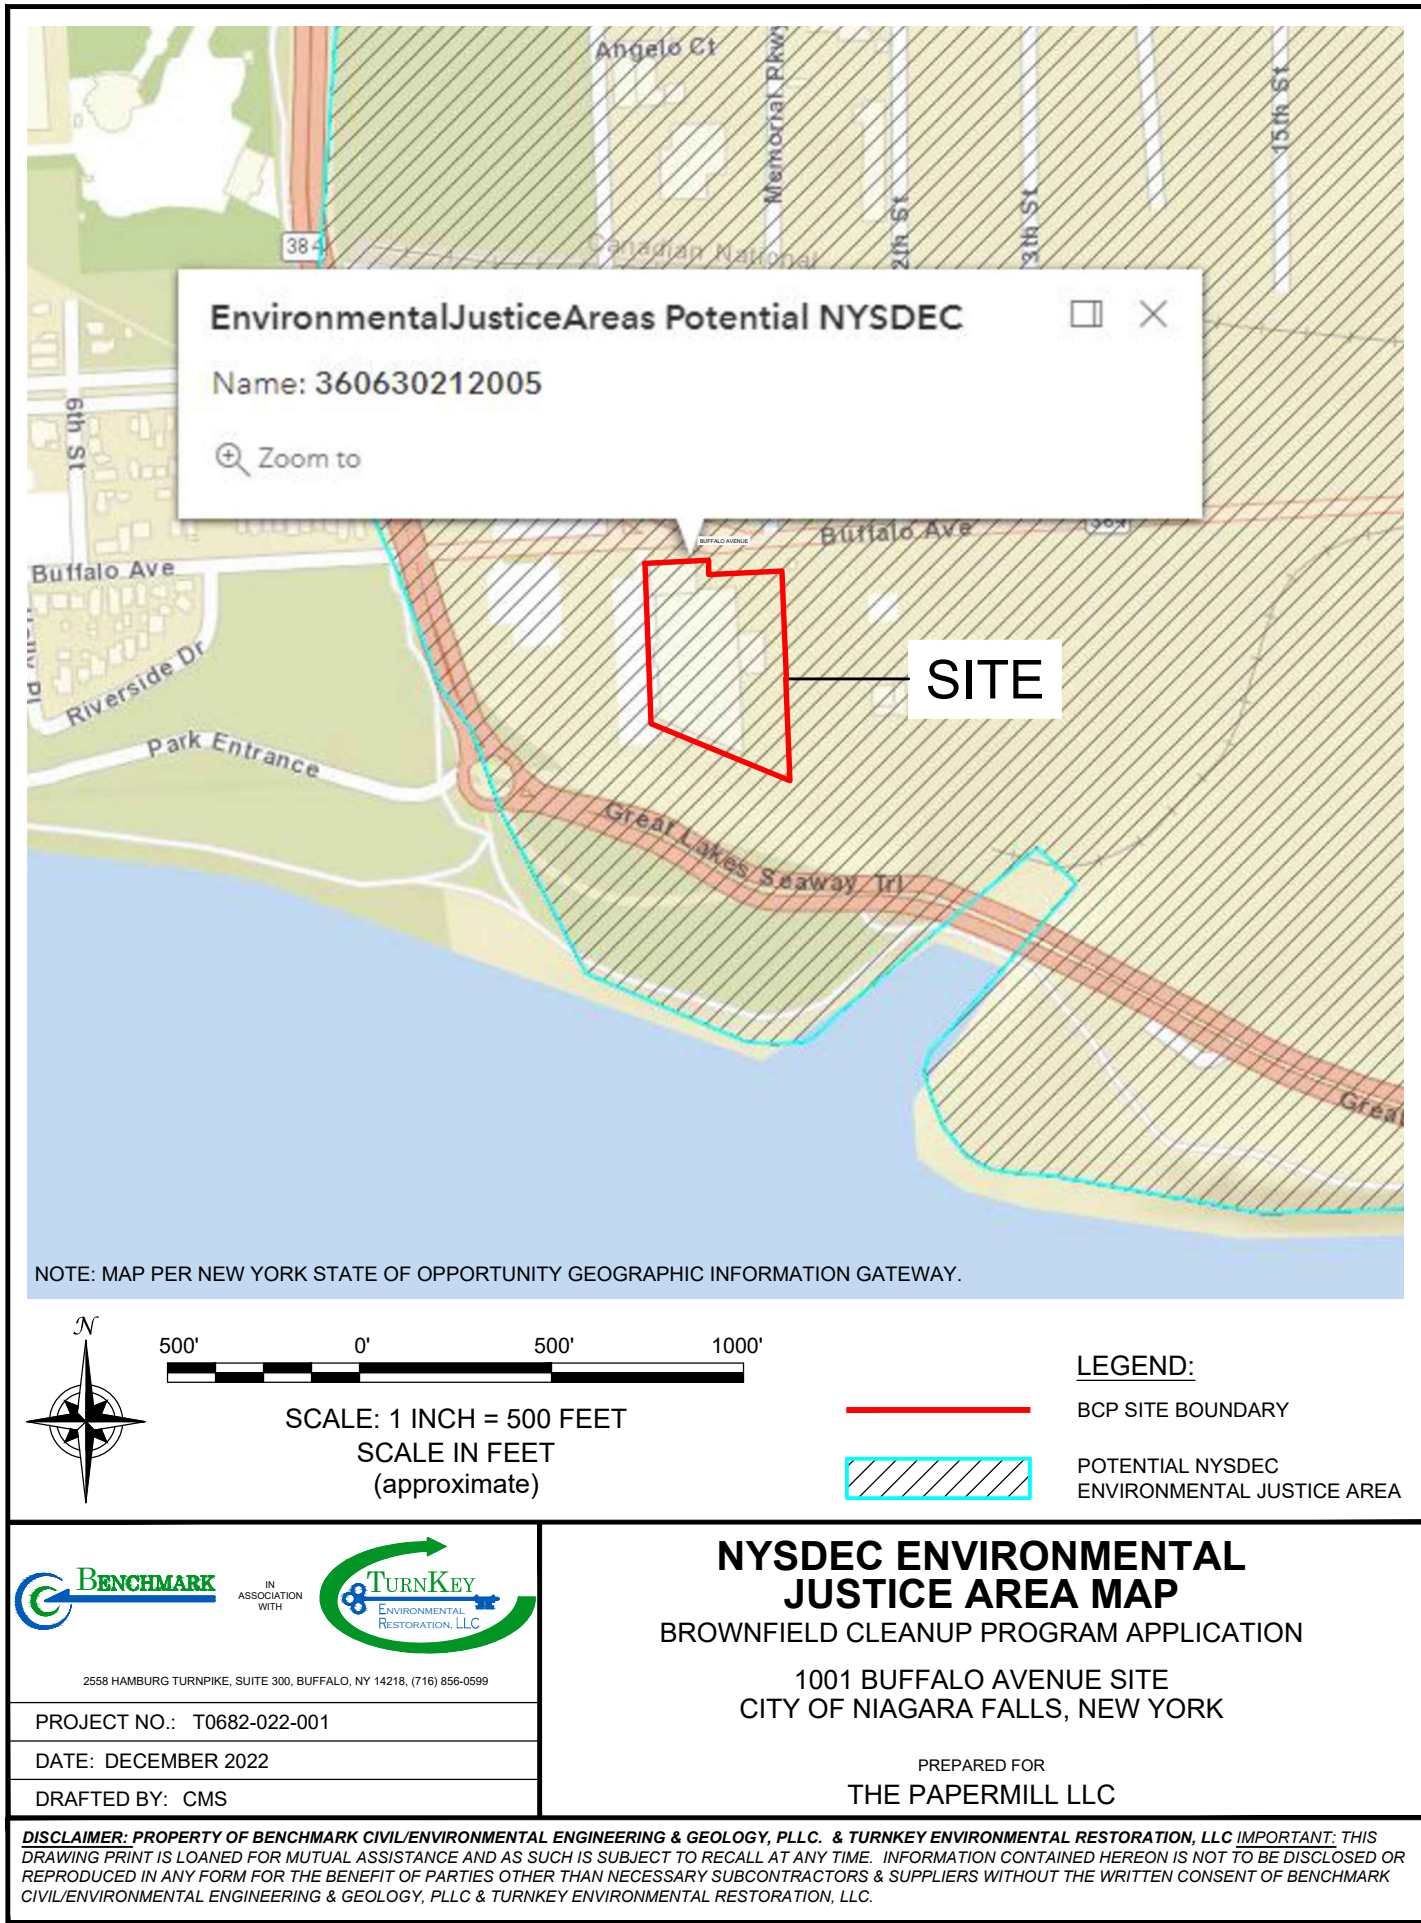 Angelo Ct
Memorial Pkwy
15th St
384
Canadian National
2th St
3th St
EnvironmentalJusticeAreas Potential NYSDEC
Name: 360630212005
Zoom to
6th St
BUFFALO AVENUE
Buffalo Ave
Buffalo Ave
Riverside Dr
SITE
Park Entrance
Great Lakes Seaway Trl
Great
NOTE: MAP PER NEW YORK STATE OF OPPORTUNITY GEOGRAPHIC INFORMATION GATEWAY.
N
500' 0' 500' 1000'
SCALE: 1 INCH = 500 FEET
SCALE IN FEET
(approximate)
LEGEND:
BCP SITE BOUNDARY
POTENTIAL NYSDEC
ENVIRONMENTAL JUSTICE AREA
BENCHMARK
IN
ASSOCIATION
WITH
TURNKEY
ENVIRONMENTAL
RESTORATION, LLC
2558 HAMBURG TURNPIKE, SUITE 300, BUFFALO, NY 14218, (716) 856-0599
PROJECT NO.: T0682-022-001
DATE: DECEMBER 2022
DRAFTED BY: CMS
NYSDEC ENVIRONMENTAL
JUSTICE AREA MAP
BROWNFIELD CLEANUP PROGRAM APPLICATION
1001 BUFFALO AVENUE SITE
CITY OF NIAGARA FALLS, NEW YORK
PREPARED FOR
THE PAPERMILL LLC
DISCLAIMER: PROPERTY OF BENCHMARK CIVIL/ENVIRONMENTAL ENGINEERING & GEOLOGY, PLLC. & TURNKEY ENVIRONMENTAL RESTORATION, LLC IMPORTANT: THIS
DRAWING PRINT IS LOANED FOR MUTUAL ASSISTANCE AND AS SUCH IS SUBJECT TO RECALL AT ANY TIME. INFORMATION CONTAINED HEREON IS NOT TO BE DISCLOSED OR
REPRODUCED IN ANY FORM FOR THE BENEFIT OF PARTIES OTHER THAN NECESSARY SUBCONTRACTORS & SUPPLIERS WITHOUT THE WRITTEN CONSENT OF BENCHMARK
CIVIL/ENVIRONMENTAL ENGINEERING & GEOLOGY, PLLC & TURNKEY ENVIRONMENTAL RESTORATION, LLC.